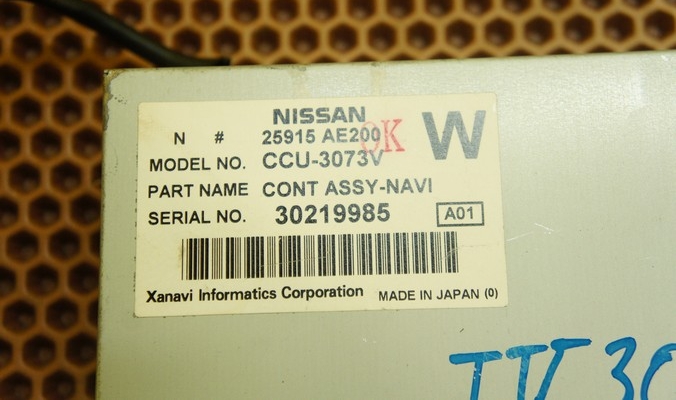 NISSAN
N # 25915 AE200
OK
W
MODEL NO. CCU-3073V
PART NAME CONT ASSY-NAVI
SERIAL NO. 30219985
A01
Xanavi Informatics Corporation
MADE IN JAPAN (0)